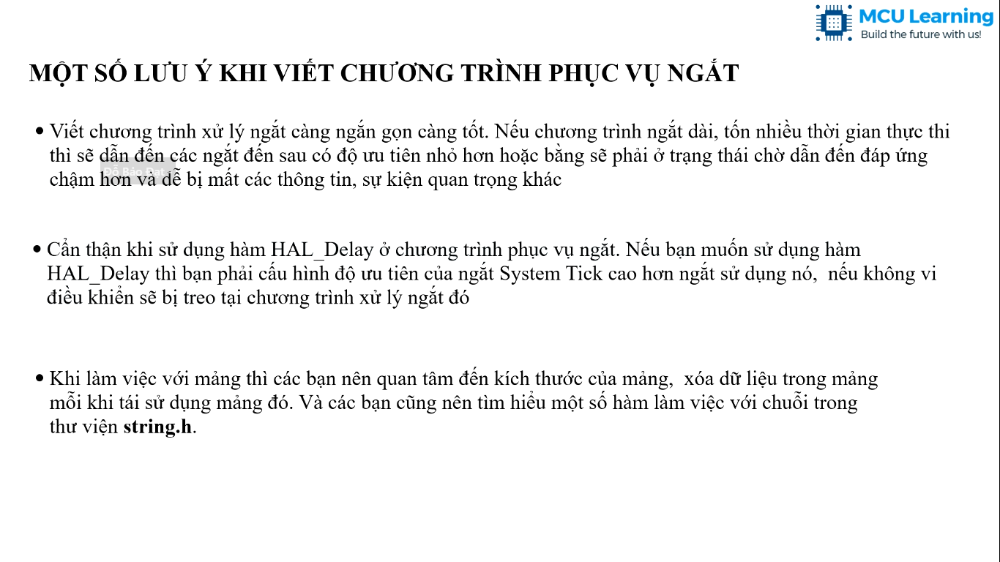 MCU Learning
Build the future with us!
MỘT SỐ LƯU Ý KHI VIẾT CHƯƠNG TRÌNH PHỤC VỤ NGẮT
• Viết chương trình xử lý ngắt càng ngắn gọn càng tốt. Nếu chương trình ngắt dài, tốn nhiều thời gian thực thi
thì sẽ dẫn đến các ngắt đến sau có độ ưu tiên nhỏ hơn hoặc bằng sẽ phải ở trạng thái chờ dẫn đến đáp ứng
Đỗ Bảo Đạt
chậm hơn và dễ bị mất các thông tin, sự kiện quan trọng khác
• Cẩn thận khi sử dụng hàm HAL_Delay ở chương trình phục vụ ngắt. Nếu bạn muốn sử dụng hàm
HAL_Delay thì bạn phải cấu hình độ ưu tiên của ngắt System Tick cao hơn ngắt sử dụng nó, nếu không vi
điều khiển sẽ bị treo tại chương trình xử lý ngắt đó
• Khi làm việc với mảng thì các bạn nên quan tâm đến kích thước của mảng, xóa dữ liệu trong mảng
mỗi khi tái sử dụng mảng đó. Và các bạn cũng nên tìm hiểu một số hàm làm việc với chuỗi trong
thư viện string.h.